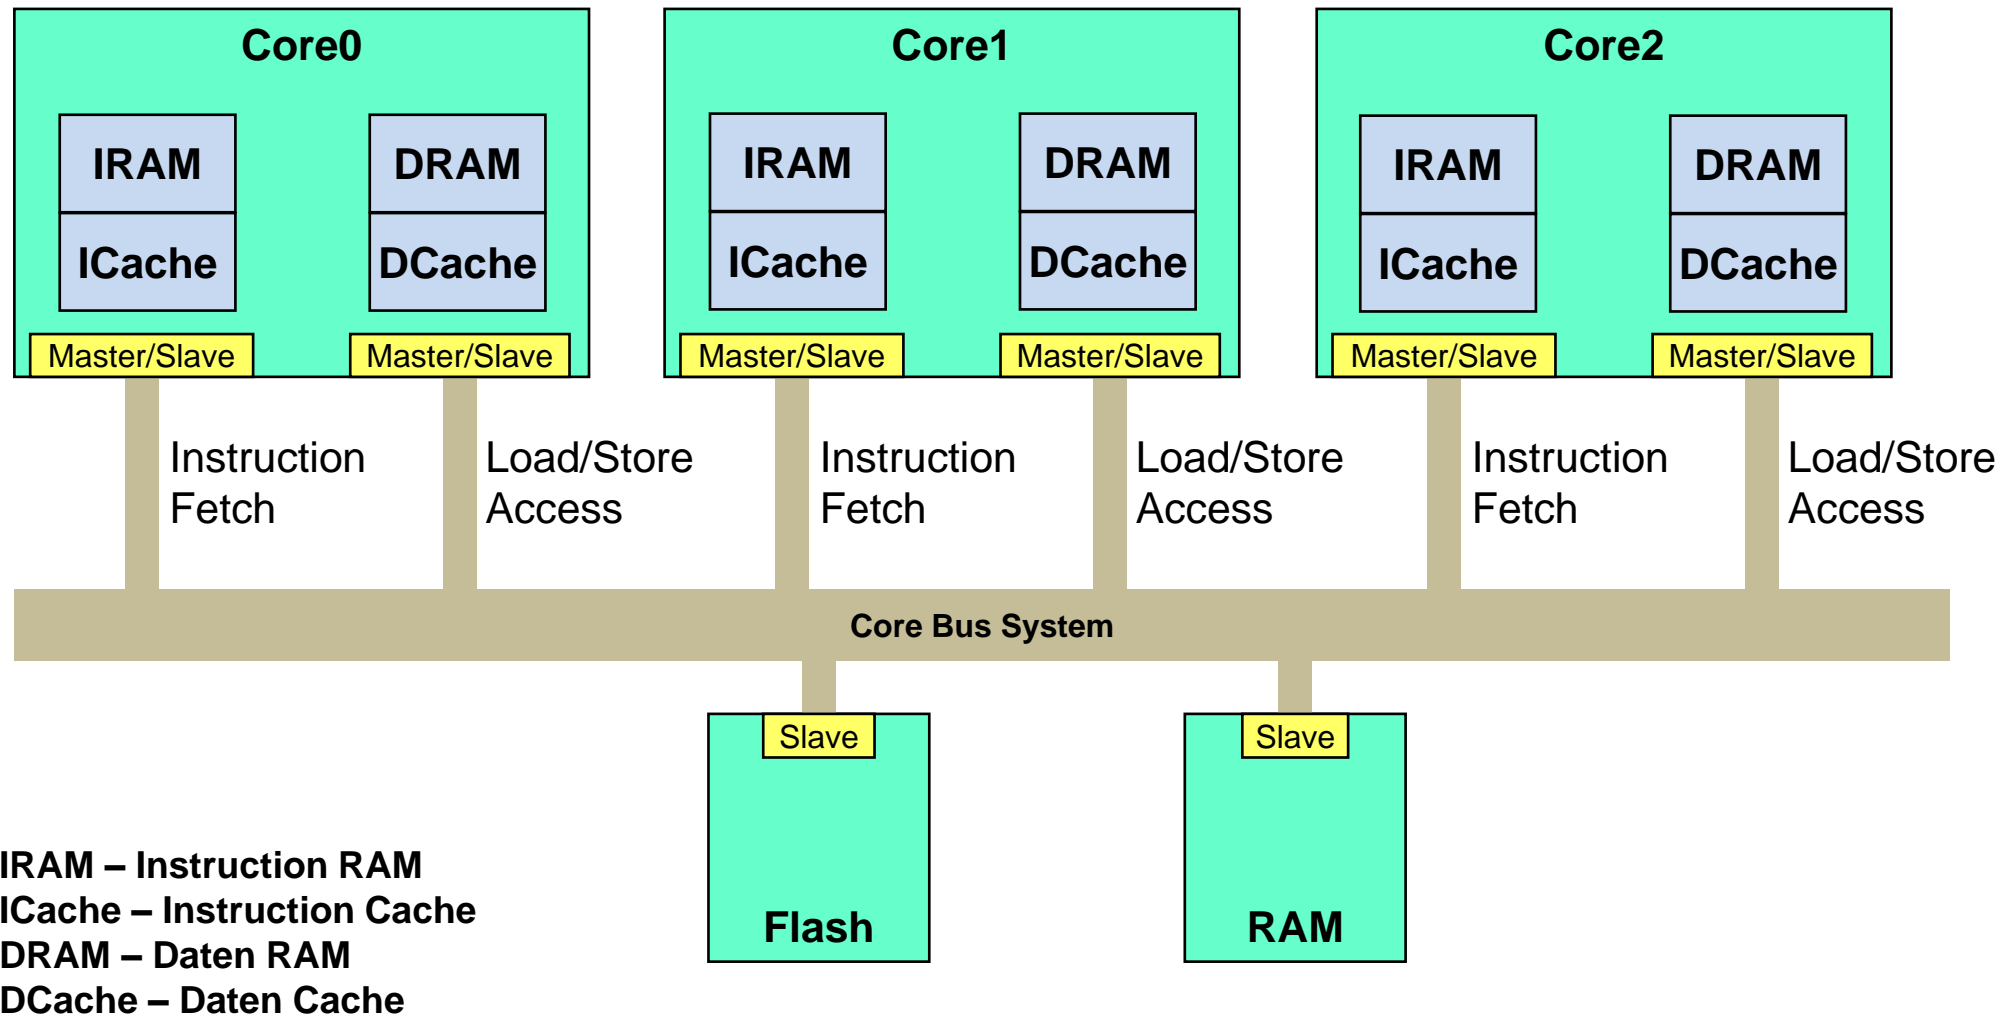 Core0
Core1
Core2
IRAM
DRAM
IRAM
DRAM
IRAM
DRAM
ICache
DCache
ICache
DCache
ICache
DCache
Master/Slave
Master/Slave
Master/Slave
Master/Slave
Master/Slave
Master/Slave
Instruction
Fetch
Load/Store
Access
Instruction
Fetch
Load/Store
Access
Instruction
Fetch
Load/Store
Access
Core Bus System
Slave
Slave
Flash
RAM
IRAM – Instruction RAM
ICache – Instruction Cache
DRAM – Daten RAM
DCache – Daten Cache